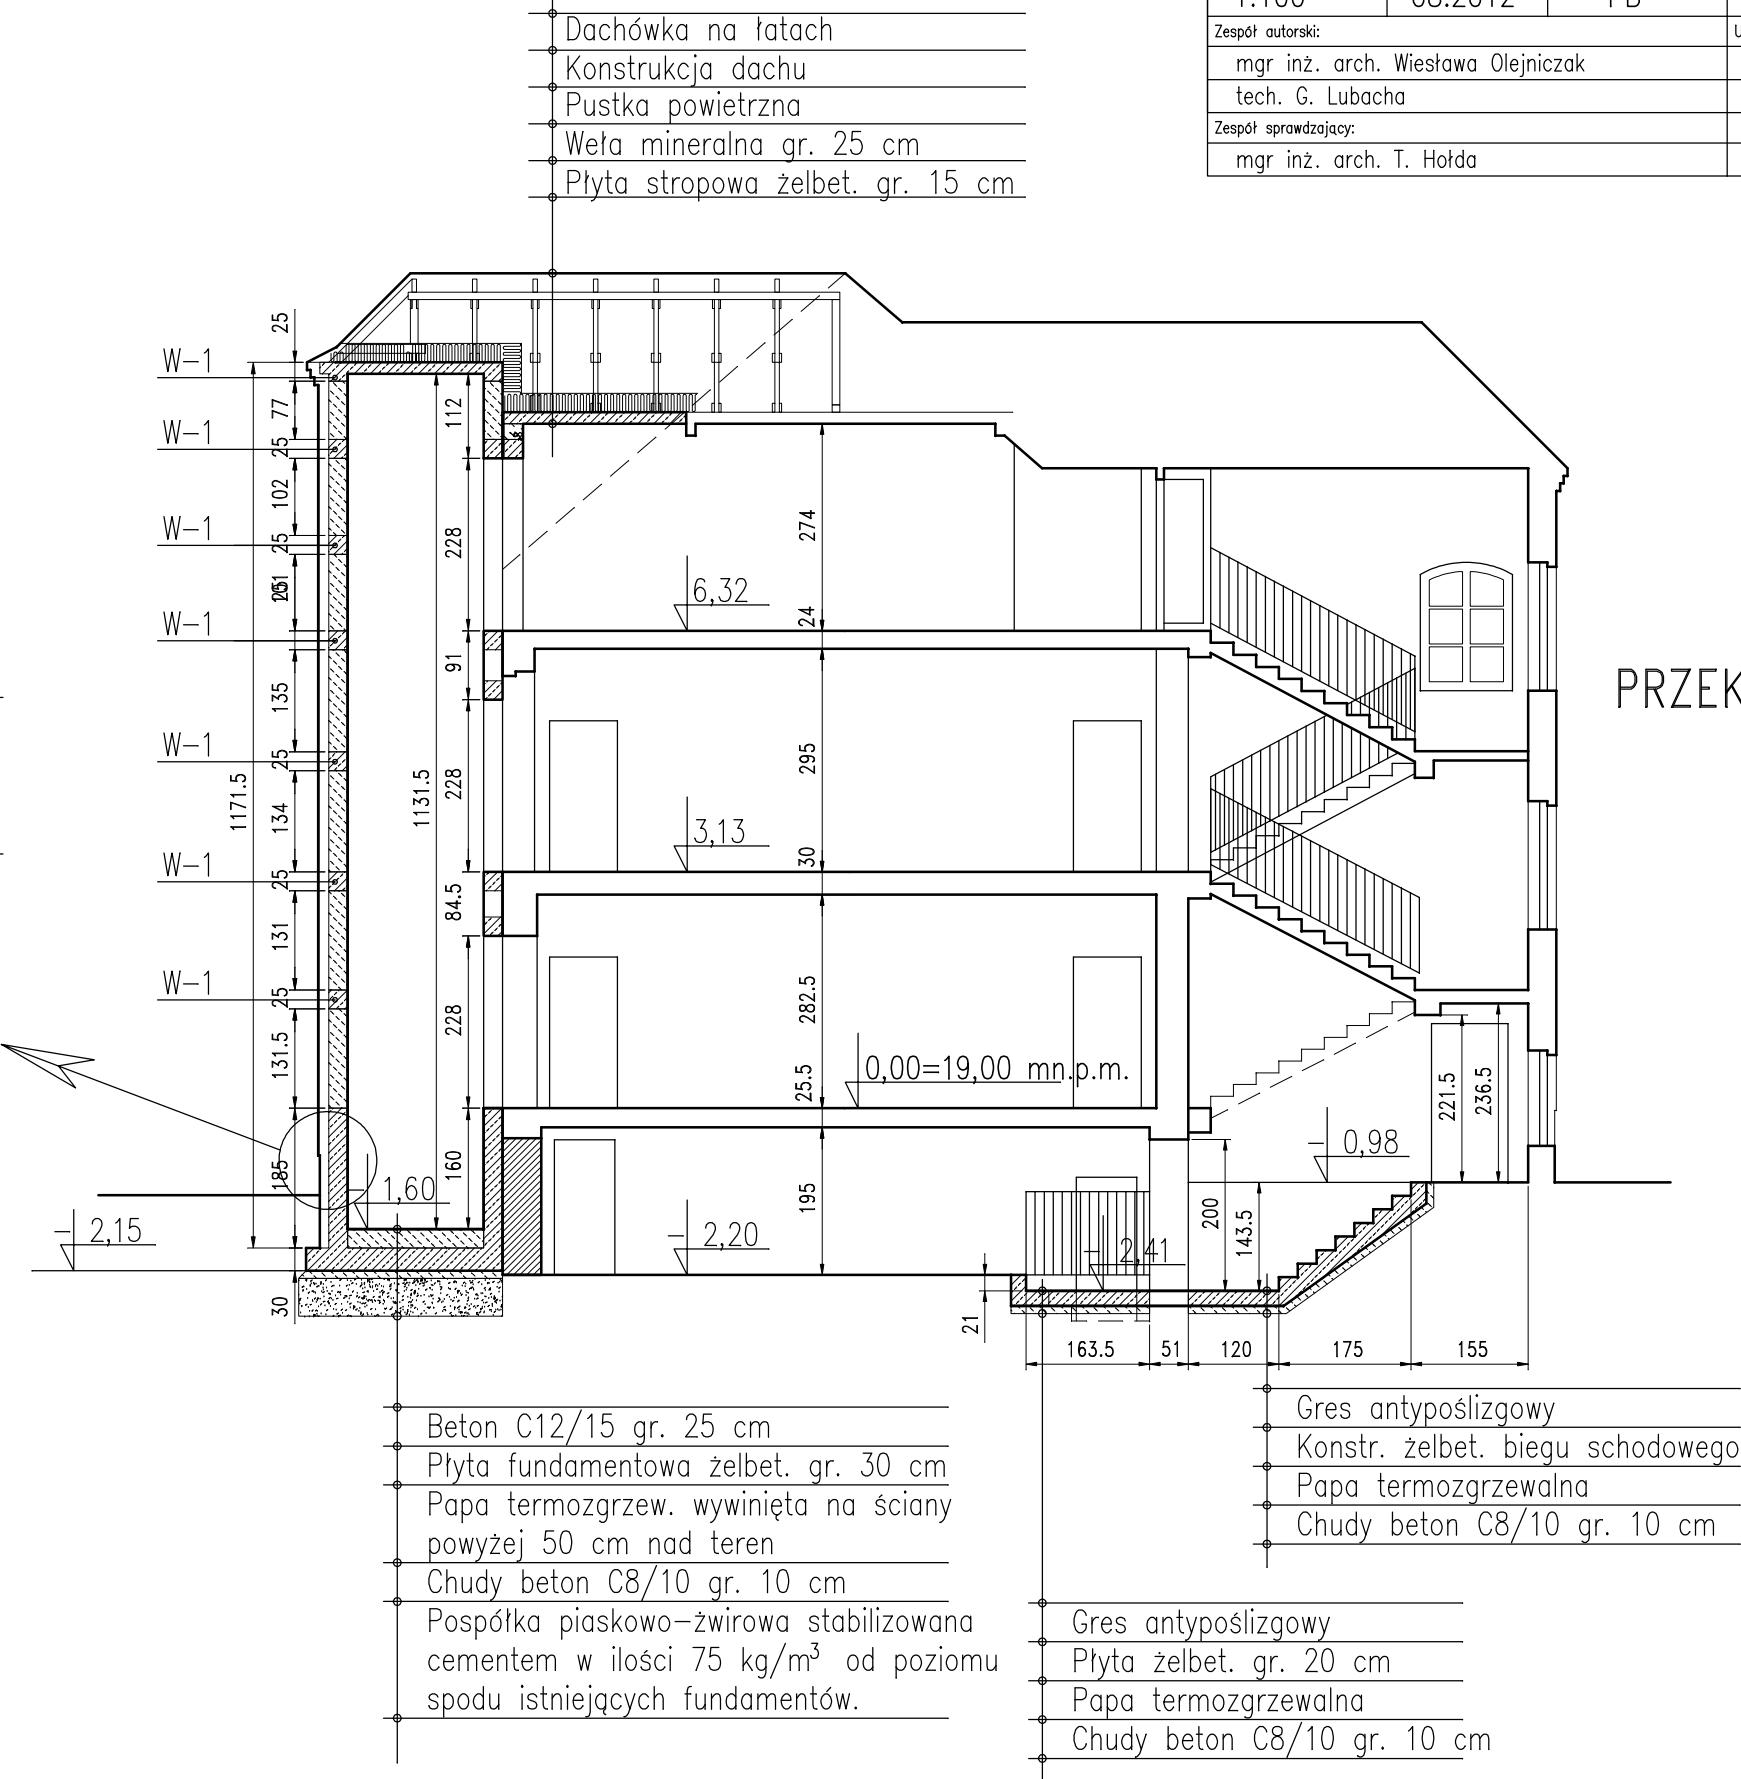 Dachówka na łatach
Konstrukcja dachu
Pustka powietrzna
Wełna mineralna gr. 25 cm
Płyta stropowa żelbet. gr. 15 cm
Zespół autorski:
mgr inż. arch. Wiesława Olejniczak
tech. G. Lubacha
Zespół sprawdzający:
mgr inż. arch. T. Hołda
W-1
W-1
W-1
W-1
W-1
W-1
W-1
25
77
25
102
25
25
135
25
134
25
131
25
131.5
185
30
1171.5
1131.5
112
228
91
228
84.5
228
160
274
24
295
30
282.5
25.5
195
6,32
3,13
0,00=19,00 mn.p.m.
- 0,98
- 1,60
- 2,15
- 2,20
- 2,41
221.5
236.5
200
143.5
21
163.5
51
120
175
155
PRZEK
Beton C12/15 gr. 25 cm
Płyta fundamentowa żelbet. gr. 30 cm
Papa termozgrzew. wywinięta na ściany
powyżej 50 cm nad teren
Chudy beton C8/10 gr. 10 cm
Pospółka piaskowo-żwirowa stabilizowana
cementem w ilości 75 kg/m³ od poziomu
spodu istniejących fundamentów.
Gres antypoślizgowy
Konstr. żelbet. biegu schodowego
Papa termozgrzewalna
Chudy beton C8/10 gr. 10 cm
Gres antypoślizgowy
Płyta żelbet. gr. 20 cm
Papa termozgrzewalna
Chudy beton C8/10 gr. 10 cm